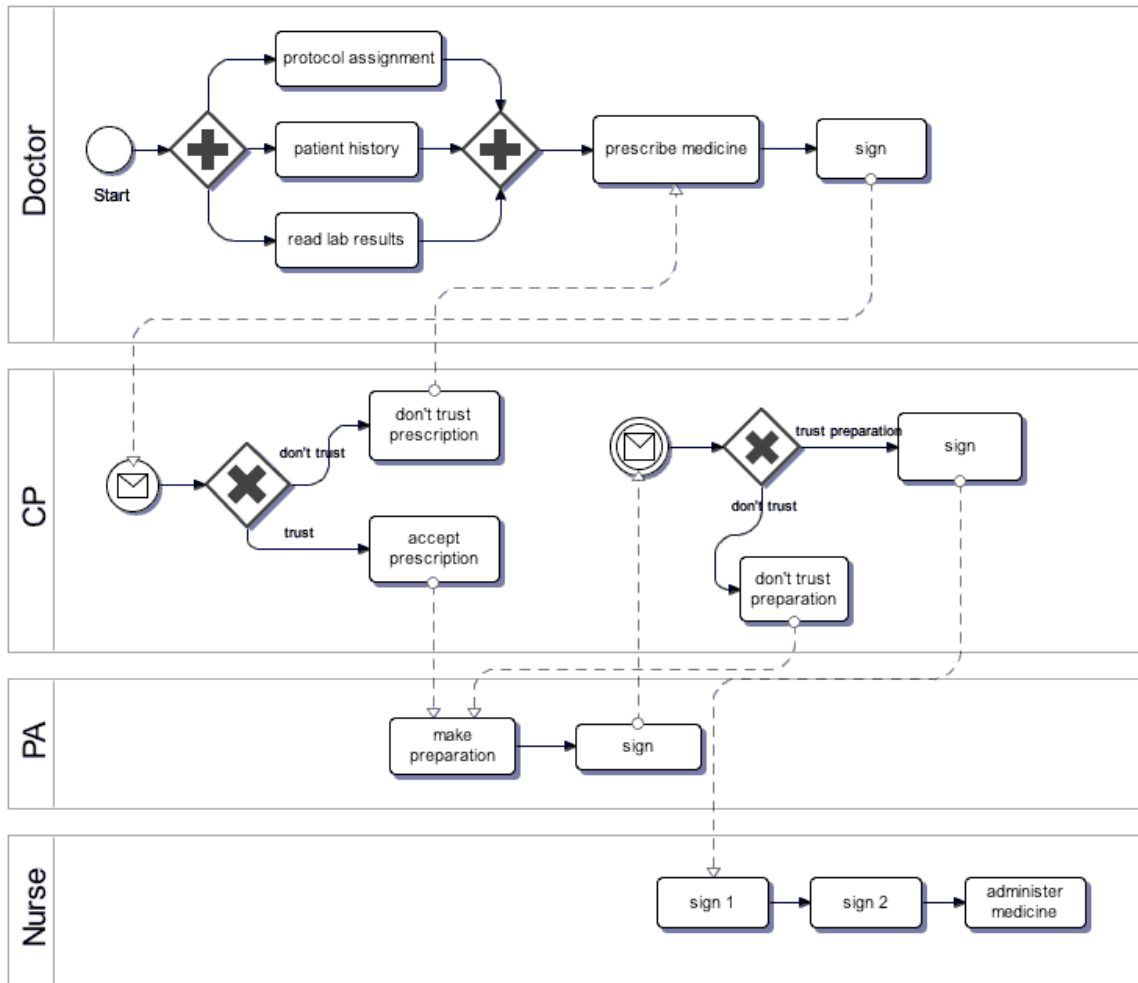 Doctor
Start
protocol assignment
patient history
read lab results
prescribe medicine
sign
CP
don't trust
trust
don't trust
prescription
accept
prescription
trust preparation
don't trust
sign
don't trust
preparation
PA
make
preparation
sign
Nurse
sign 1
sign 2
administer
medicine